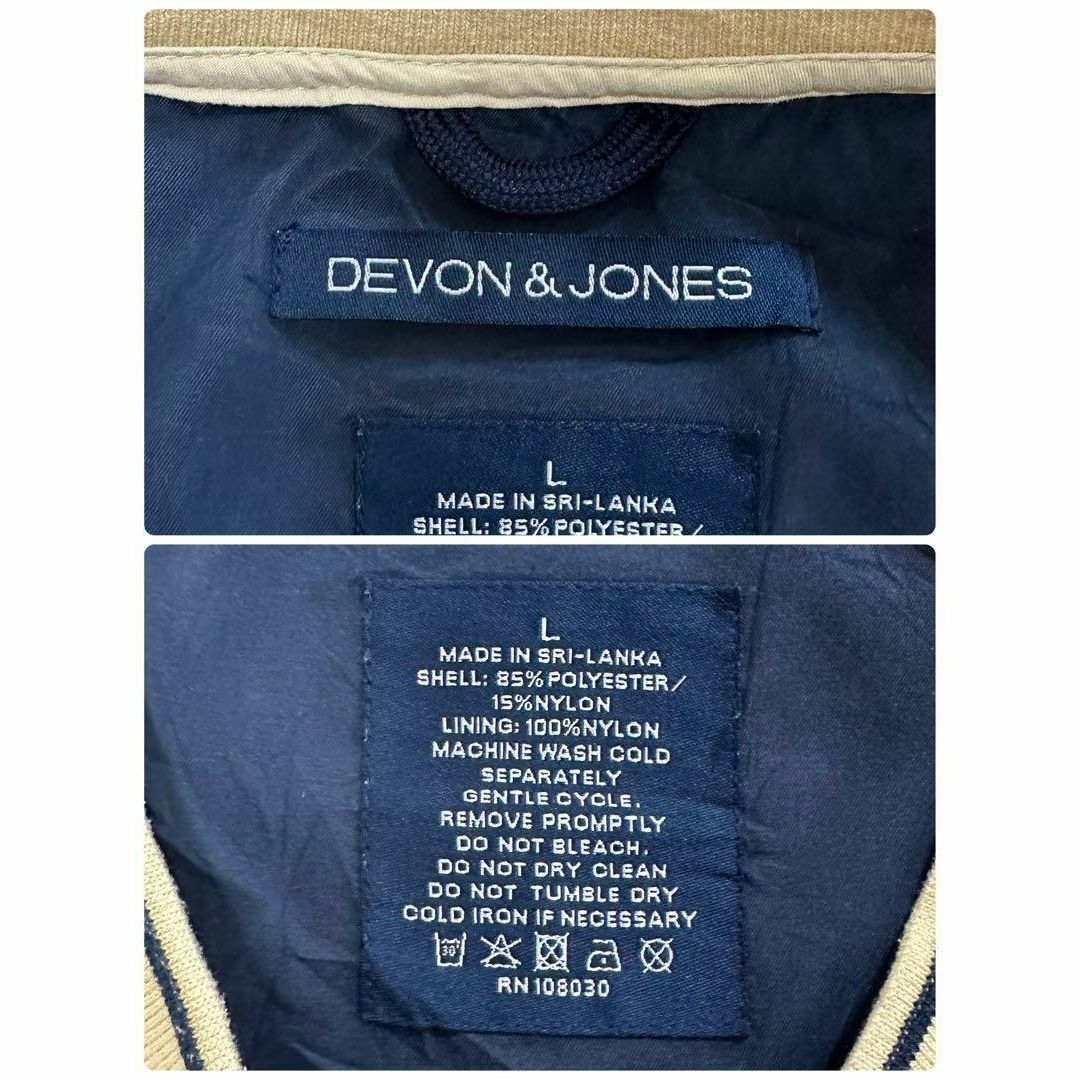 DEVON & JONES
L
MADE IN SRI-LANKA
SHELL: 85% POLYESTER /
L
MADE IN SRI-LANKA
SHELL: 85% POLYESTER /
15%NYLON
LINING: 100%NYLON
MACHINE WASH COLD
SEPARATELY
GENTLE CYCLE.
REMOVE PROMPTLY
DO NOT BLEACH.
DO NOT DRY CLEAN
DO NOT TUMBLE DRY
COLD IRON IF NECESSARY
30°
RN 108030